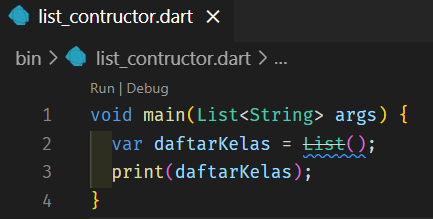 list_contructor.dart ×
bin > list_contructor.dart > ...
Run | Debug
1 void main(List<String> args) {
2 var daftarKelas = List();
3 print(daftarKelas);
4 }